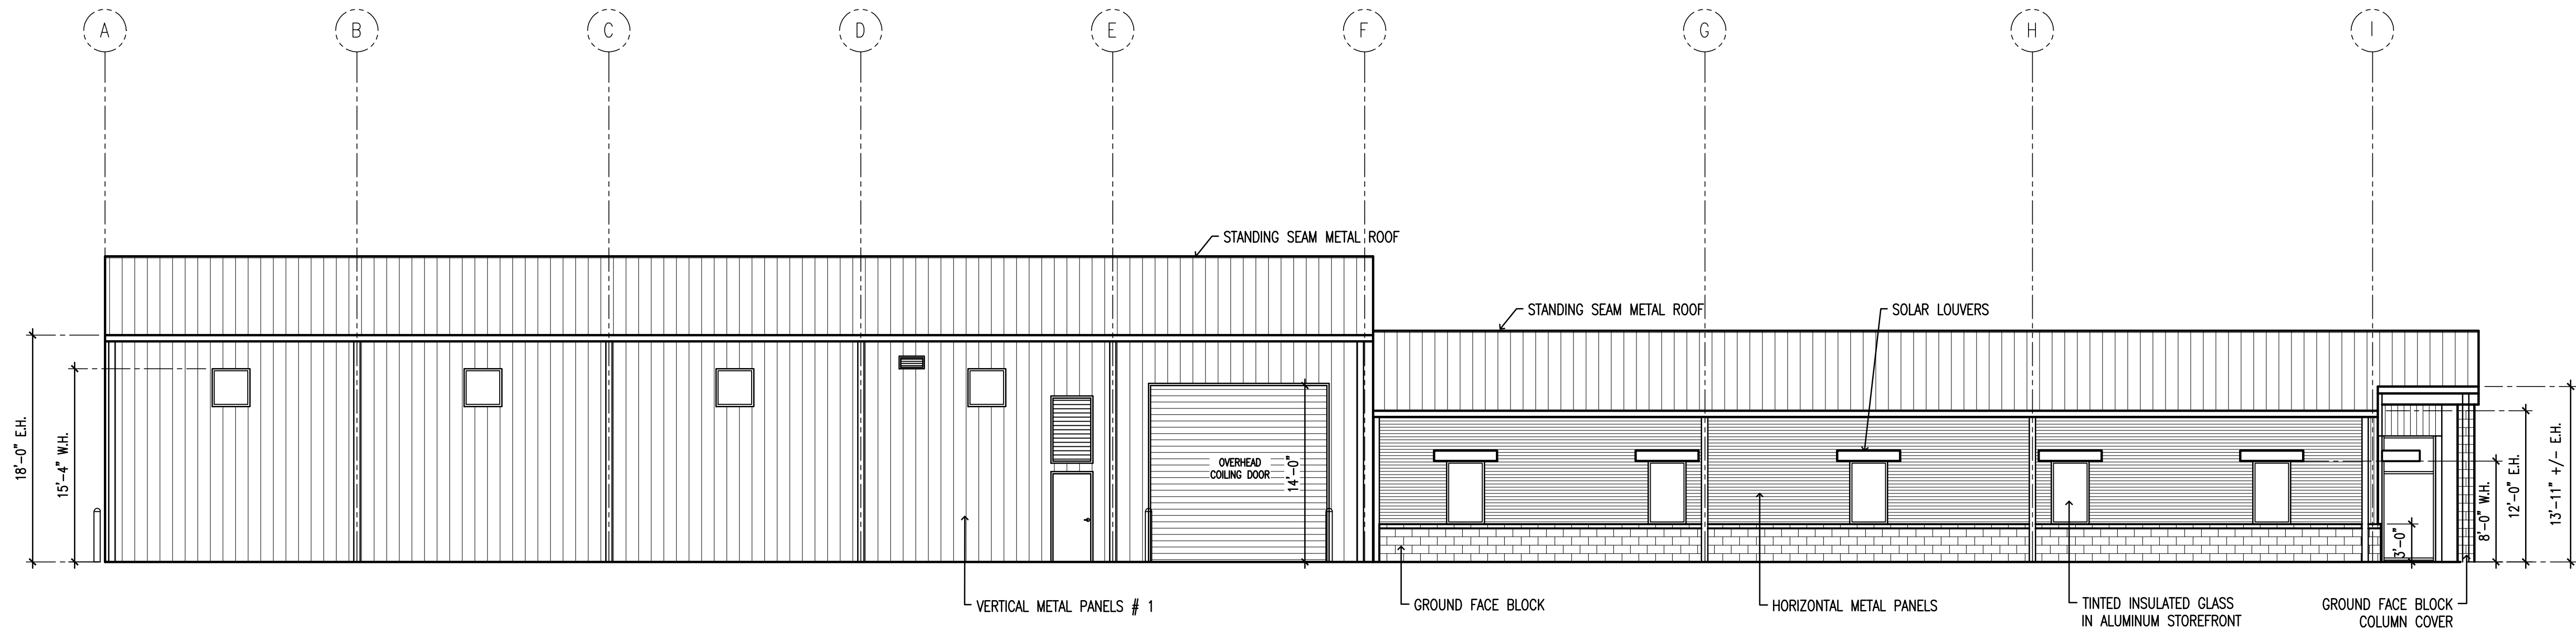 A
B
C
D
E
F
G
H
I
STANDING SEAM METAL ROOF
STANDING SEAM METAL ROOF
SOLAR LOUVERS
18'-0" E.H.
15'-4" W.H.
OVERHEAD
COILING DOOR
14'-0"
3'-0"
8'-0" W.H.
12'-0" E.H.
13'-11" +/- E.H.
VERTICAL METAL PANELS # 1
GROUND FACE BLOCK
HORIZONTAL METAL PANELS
TINTED INSULATED GLASS
IN ALUMINUM STOREFRONT
GROUND FACE BLOCK
COLUMN COVER